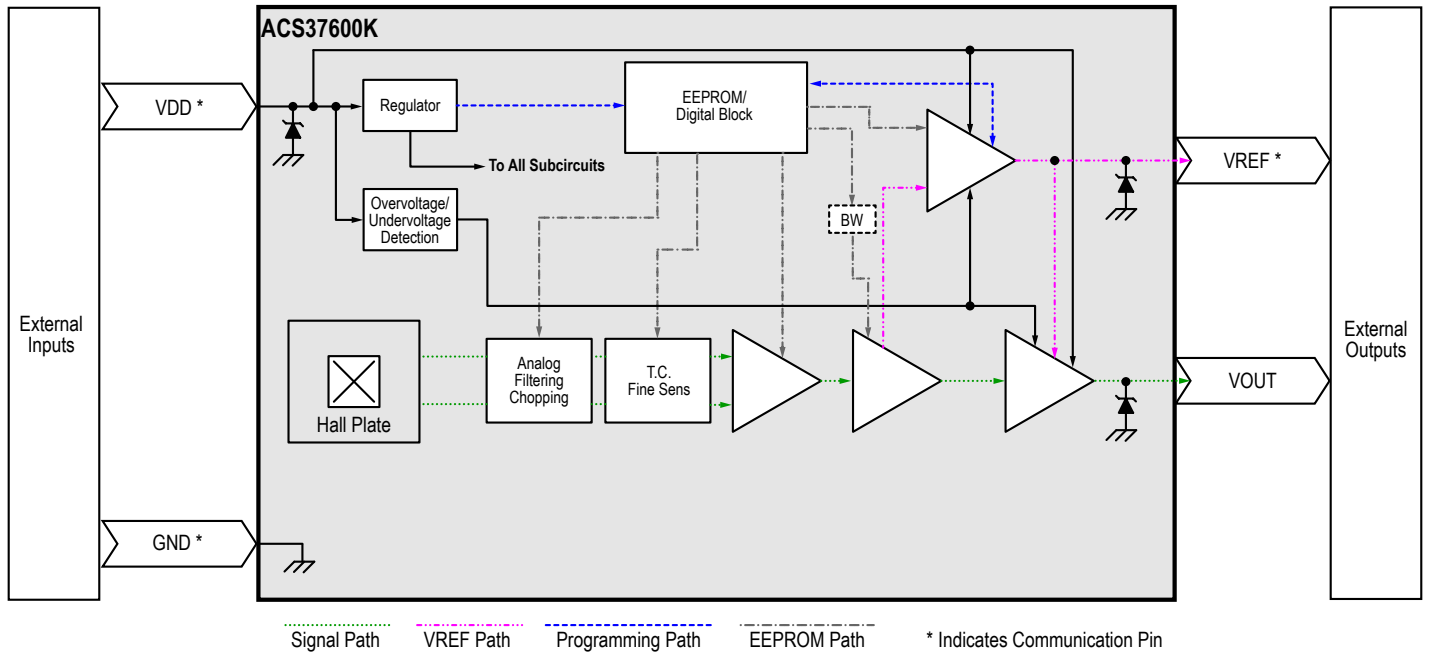 ACS37600K
VDD *
Regulator
EEPROM/
Digital Block
To All Subcircuits
VREF *
Overvoltage/
Undervoltage
Detection
BW
External
Inputs
Hall Plate
Analog
Filtering
Chopping
T.C.
Fine Sens
External
Outputs
VOUT
GND *
Signal Path
VREF Path
Programming Path
EEPROM Path
* Indicates Communication Pin